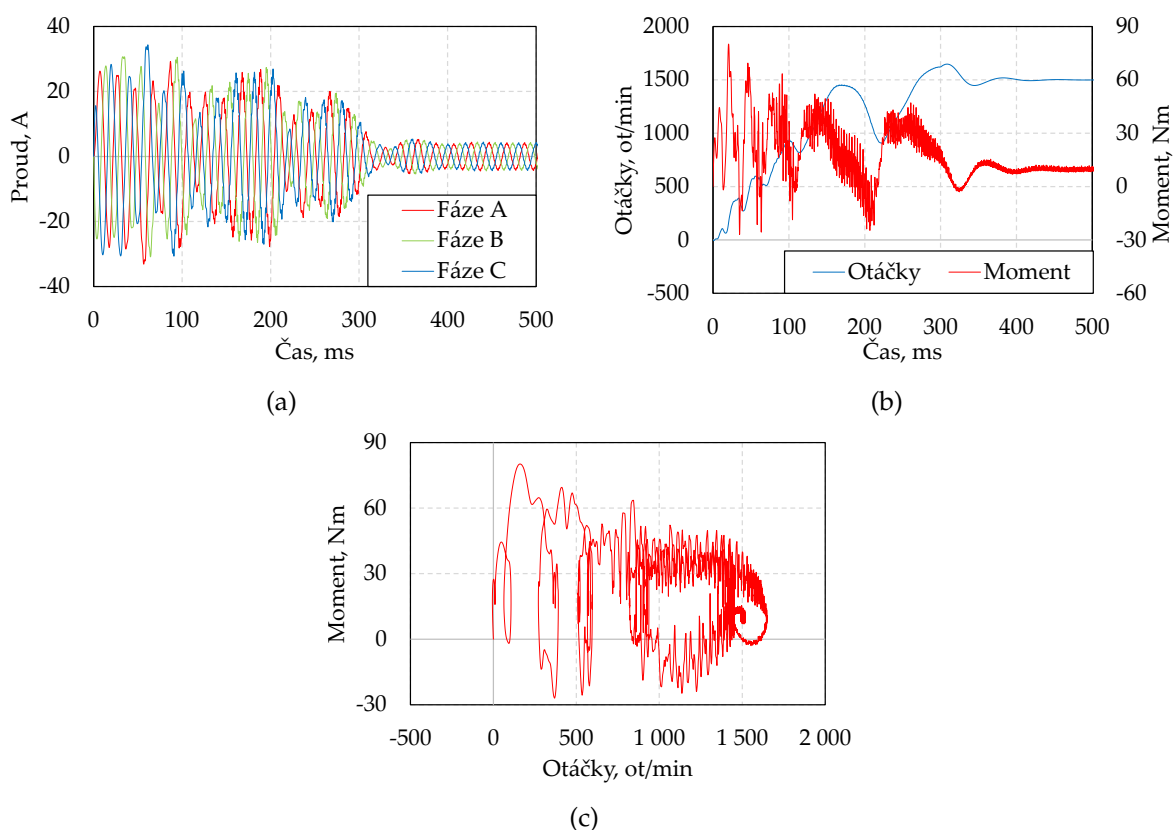 40
20
0
-20
-40
Proud, A
Fáze A
Fáze B
Fáze C
0 100 200 300 400 500
Čas, ms
(a)
2000
1500
1000
500
0
-500
Otáčky, ot/min
90
60
30
0
-30
-60
Moment, Nm
Otáčky Moment
0 100 200 300 400 500
Čas, ms
(b)
90
60
30
0
-30
Moment, Nm
-500 0 500 1 000 1 500 2 000
Otáčky, ot/min
(c)